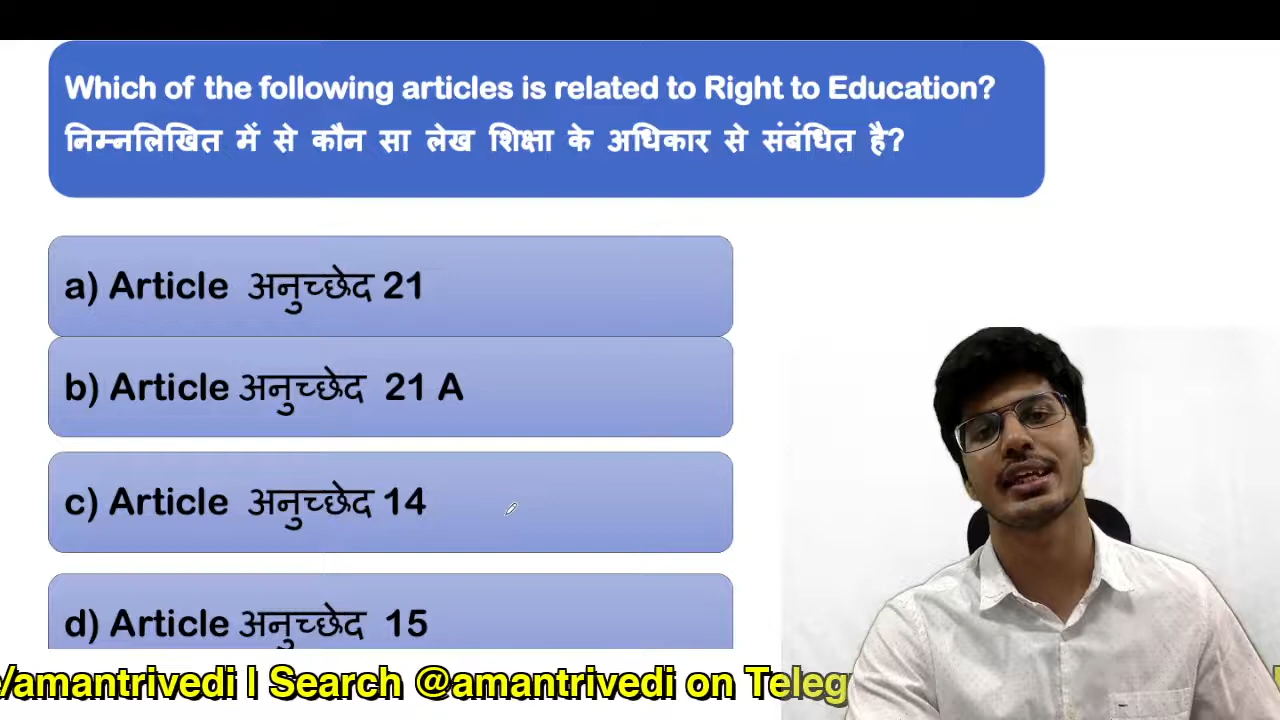 Which of the following articles is related to Right to Education?
निम्नलिखित में से कौन सा लेख शिक्षा के अधिकार से संबंधित है?
a) Article अनुच्छेद 21
b) Article अनुच्छेद 21 A
c) Article अनुच्छेद 14
d) Article अनुच्छेद 15
/amantrivedi I Search @amantrivedi on Teleg